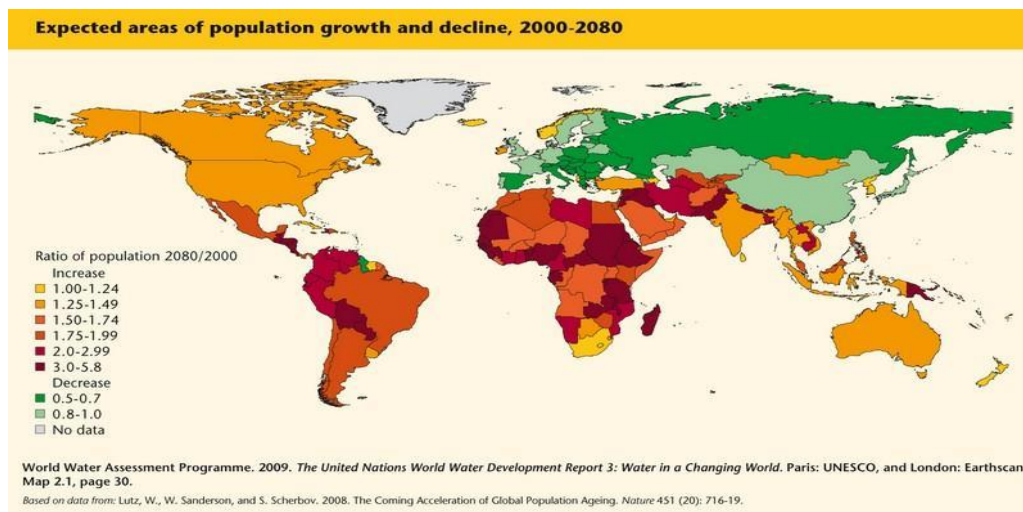 Expected areas of population growth and decline, 2000-2080
Ratio of population 2080/2000
Increase
1.00-1.24
1.25-1.49
1.50-1.74
1.75-1.99
2.0-2.99
3.0-5.8
Decrease
0.5-0.7
0.8-1.0
No data
World Water Assessment Programme. 2009. The United Nations World Water Development Report 3: Water in a Changing World. Paris: UNESCO, and London: Earthscan
Map 2.1, page 30.
Based on data from: Lutz, W., W. Sanderson, and S. Scherbov. 2008. The Coming Acceleration of Global Population Ageing. Nature 451 (20): 716-19.